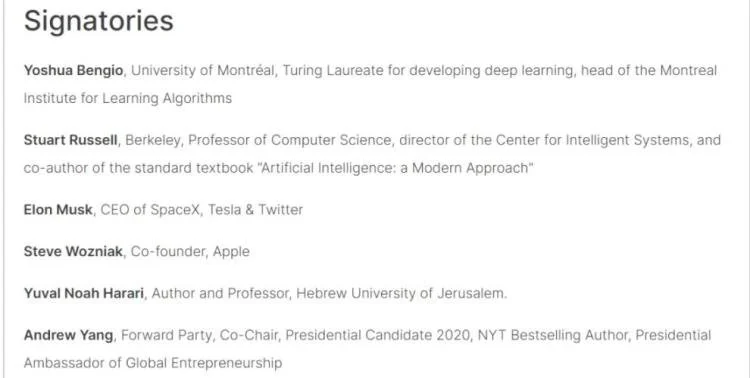 Signatories
Yoshua Bengio, University of Montréal, Turing Laureate for developing deep learning, head of the Montreal
Institute for Learning Algorithms
Stuart Russell, Berkeley, Professor of Computer Science, director of the Center for Intelligent Systems, and
co-author of the standard textbook "Artificial Intelligence: a Modern Approach"
Elon Musk, CEO of SpaceX, Tesla & Twitter
Steve Wozniak, Co-founder, Apple
Yuval Noah Harari, Author and Professor, Hebrew University of Jerusalem.
Andrew Yang, Forward Party, Co-Chair, Presidential Candidate 2020, NYT Bestselling Author, Presidential
Ambassador of Global Entrepreneurship